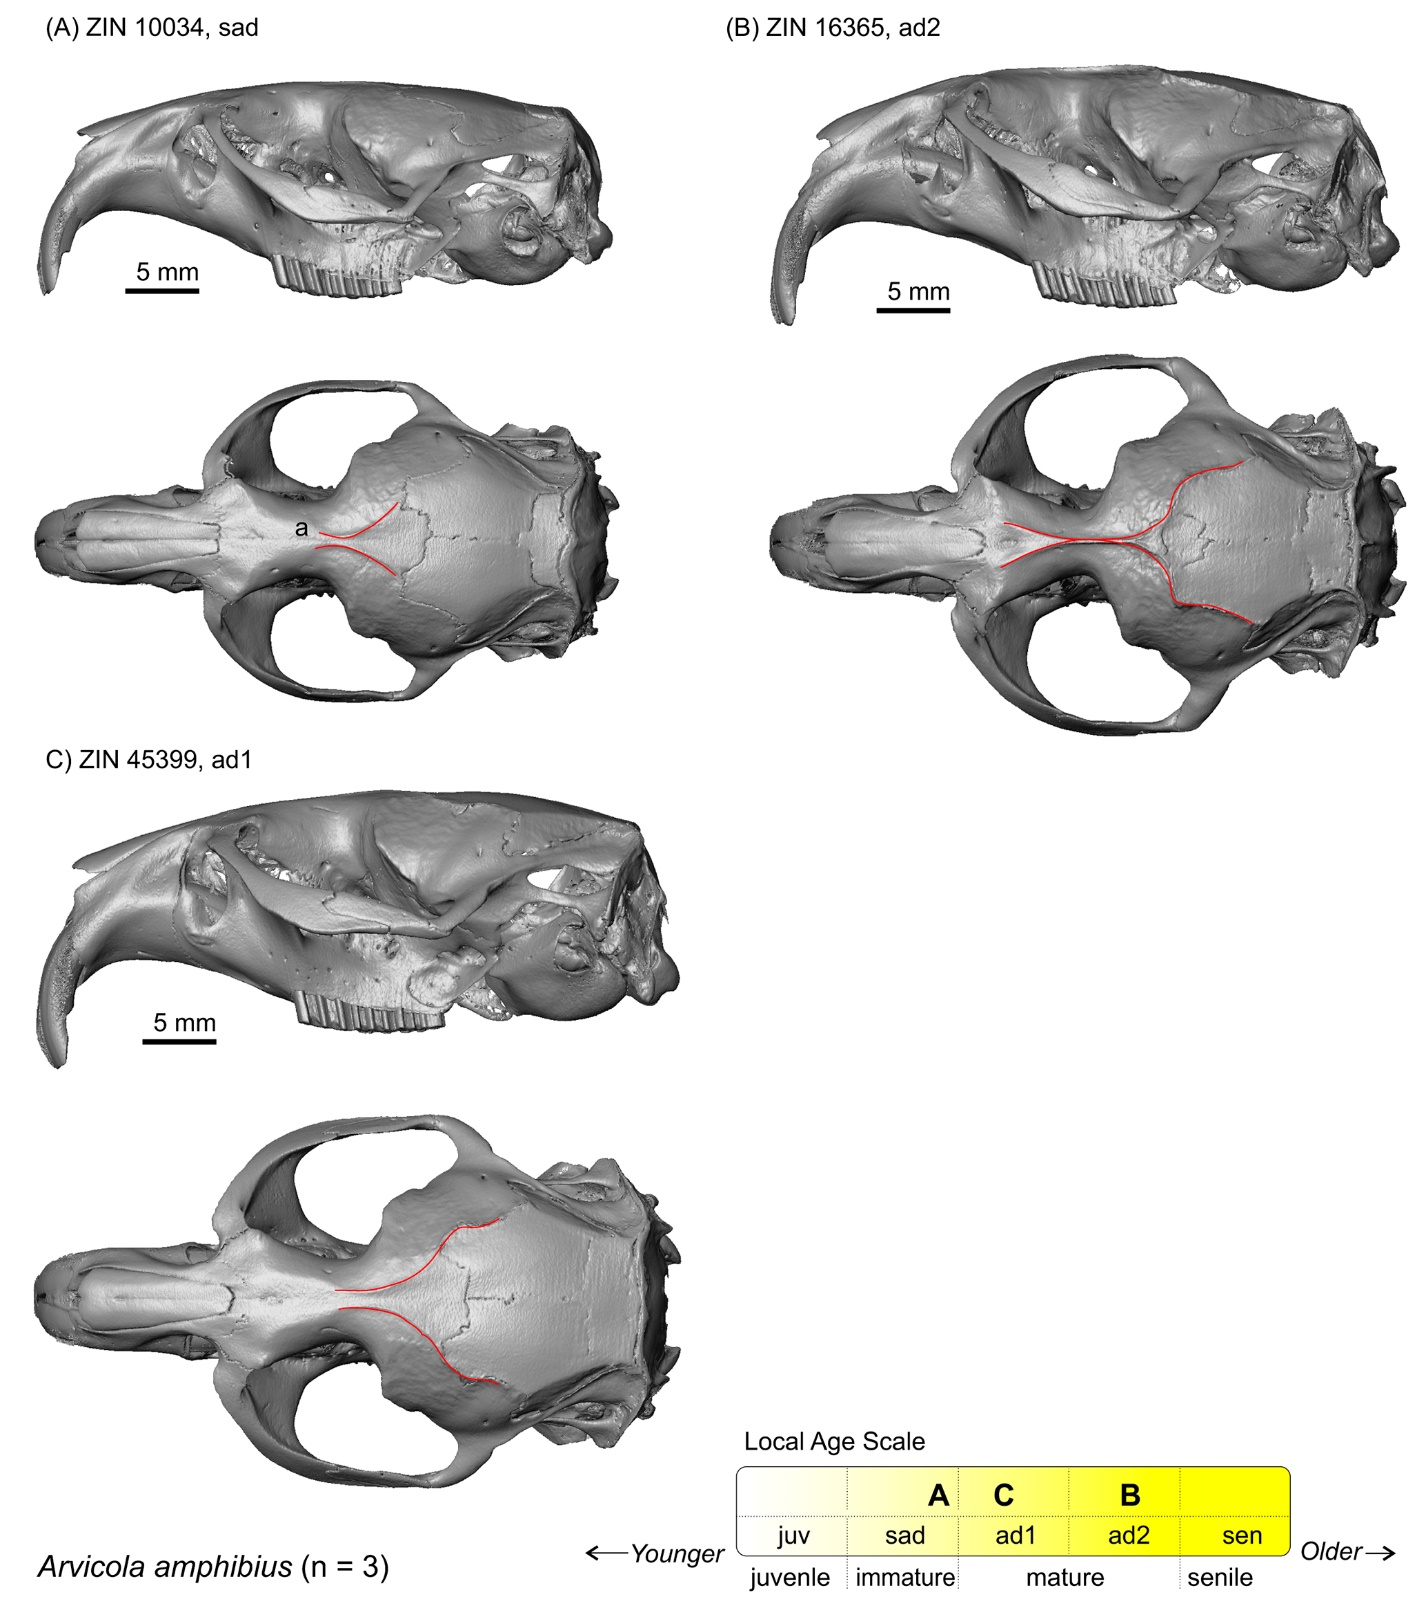 (A) ZIN 10034, sad
(B) ZIN 16365, ad2
5 mm
5 mm
a
C) ZIN 45399, ad1
5 mm
Local Age Scale
A C B
juv sad ad1 ad2 sen
Younger
Older
juvenle immature mature senile
Arvicola amphibius (n = 3)